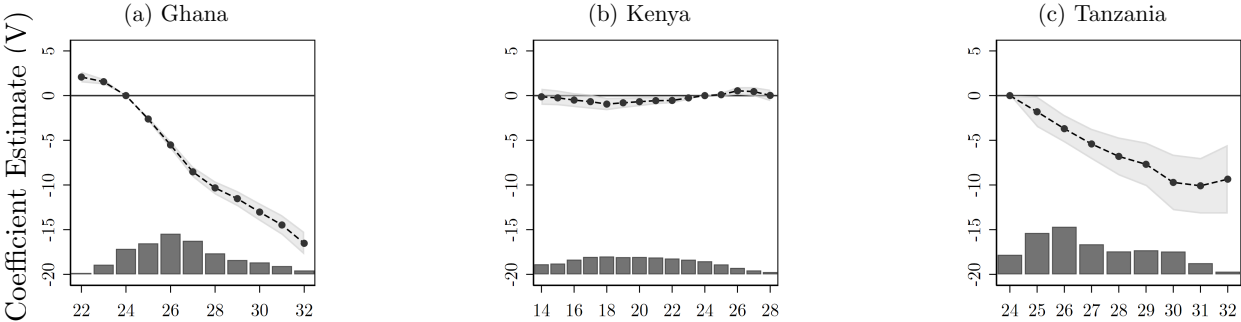 (a) Ghana
(b) Kenya
(c) Tanzania
Coefficient Estimate (V)
5
0
-5
-10
-15
-20
22 24 26 28 30 32
5
0
-5
-10
-15
-20
14 16 18 20 22 24 26 28
5
0
-5
-10
-15
-20
24 25 26 27 28 29 30 31 32